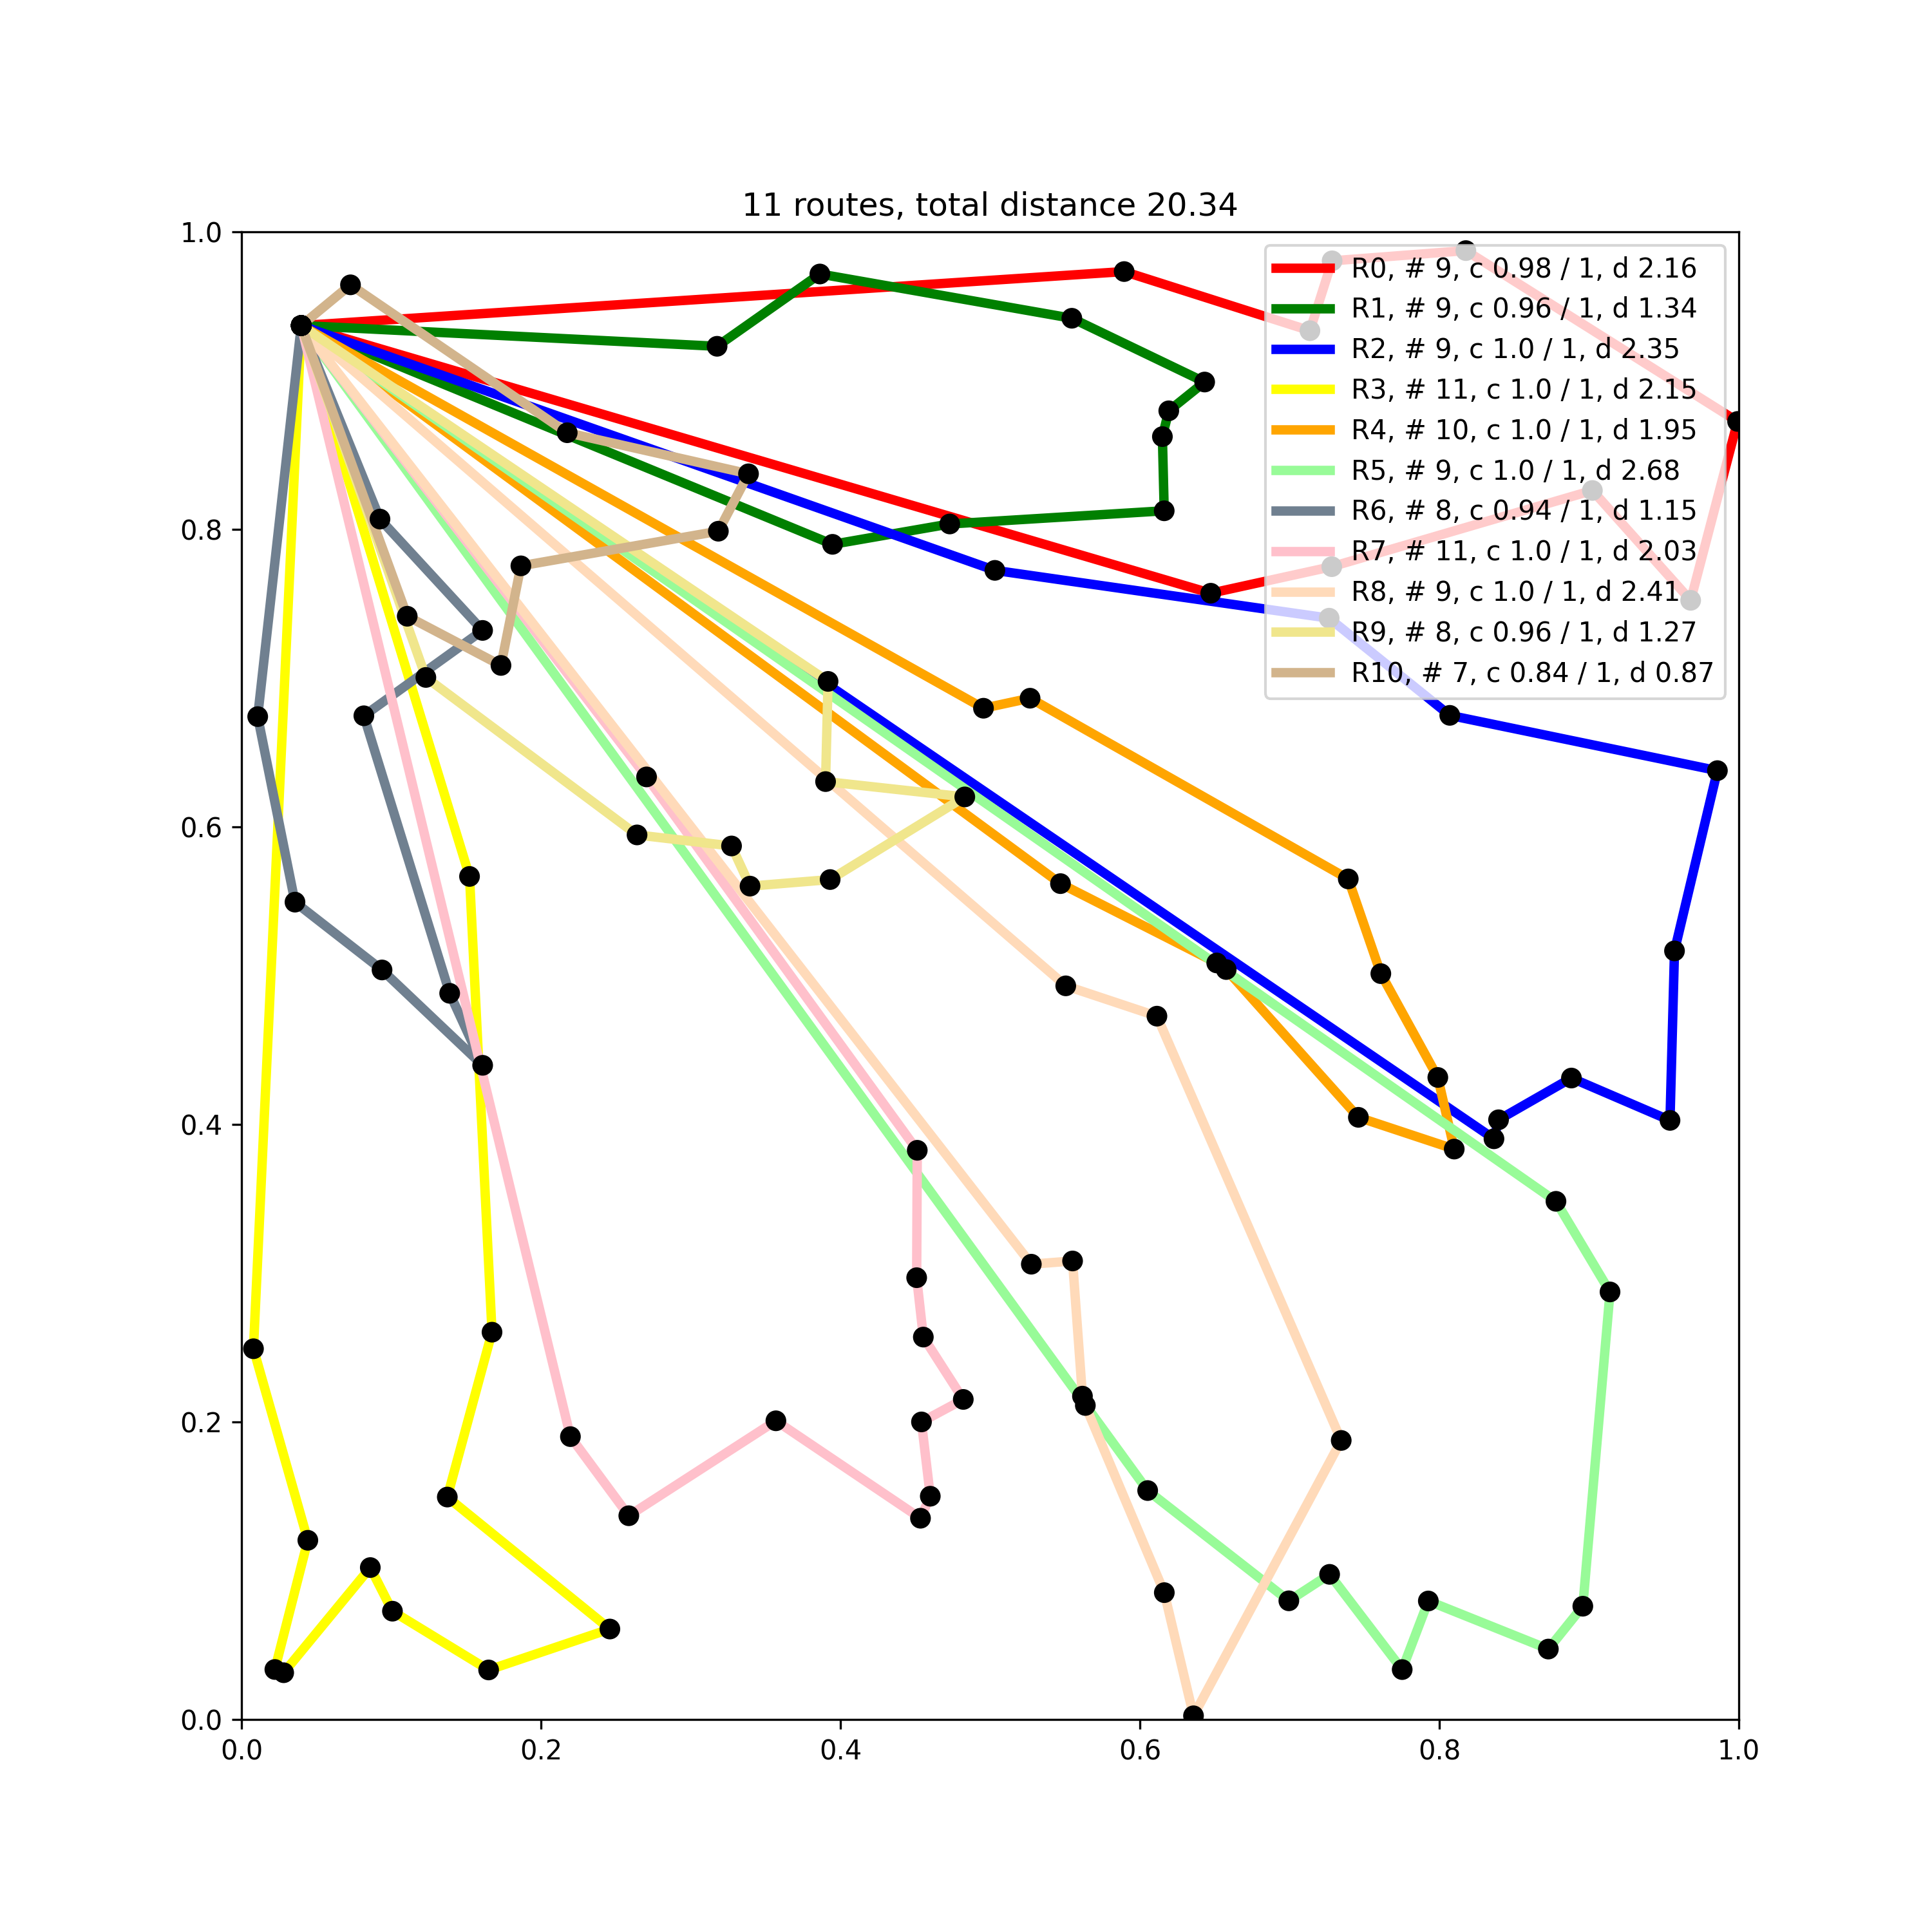 11 routes, total distance 20.34
1.0
0.8
0.6
0.4
0.2
0.0
0.0 0.2 0.4 0.6 0.8 1.0
R0, # 9, c 0.98 / 1, d 2.16
R1, # 9, c 0.96 / 1, d 1.34
R2, # 9, c 1.0 / 1, d 2.35
R3, # 11, c 1.0 / 1, d 2.15
R4, # 10, c 1.0 / 1, d 1.95
R5, # 9, c 1.0 / 1, d 2.68
R6, # 8, c 0.94 / 1, d 1.15
R7, # 11, c 1.0 / 1, d 2.03
R8, # 9, c 1.0 / 1, d 2.41
R9, # 8, c 0.96 / 1, d 1.27
R10, # 7, c 0.84 / 1, d 0.87